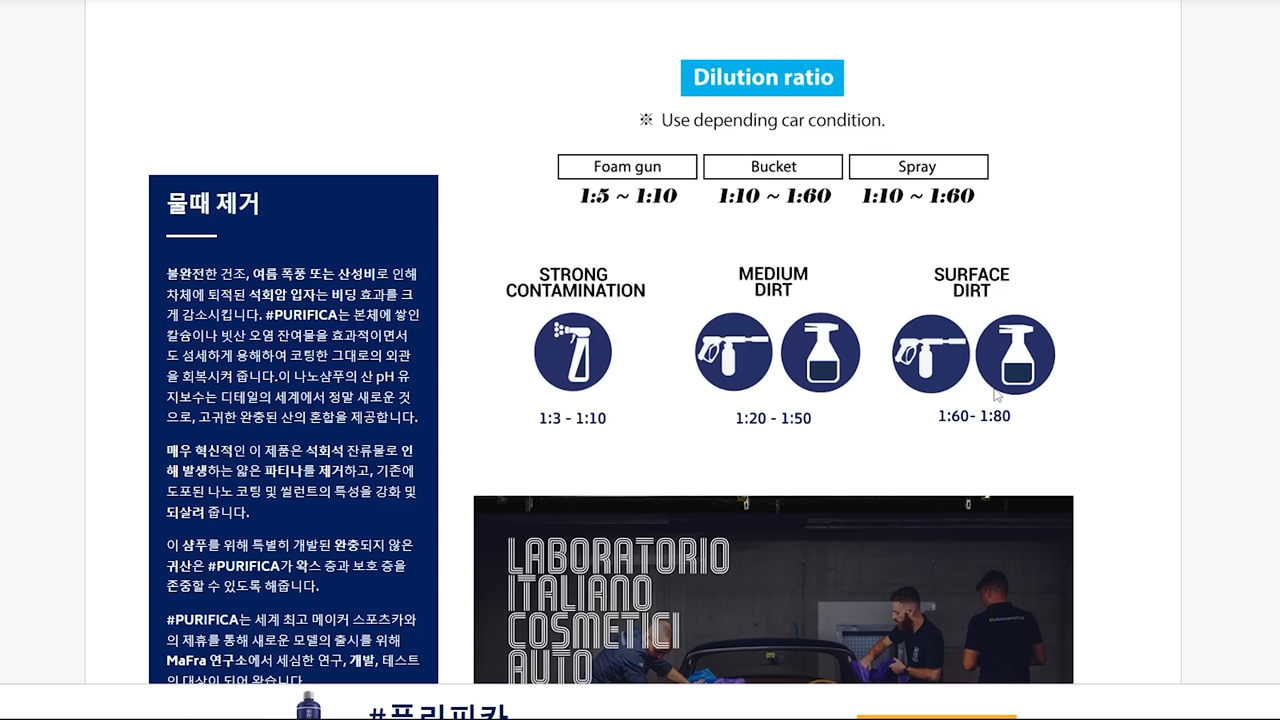 Dilution ratio
※ Use depending car condition.
Foam gun
Bucket
Spray
1:5 ~ 1:10
1:10 ~ 1:60
1:10 ~ 1:60
STRONG
CONTAMINATION
MEDIUM
DIRT
SURFACE
DIRT
1:3 - 1:10
1:20 - 1:50
1:60- 1:80
물때 제거
불완전한 건조, 여름 폭풍 또는 산성비로 인해
차체에 퇴적된 석회암 입자는 비딩 효과를 크
게 감소시킵니다. #PURIFICA는 본체에 쌓인
칼슘이나 빗산 오염 잔여물을 효과적이면서
도 섬세하게 용해하여 코팅한 그대로의 외관
을 회복시켜 줍니다.이 나노샴푸의 산 pH 유
지보수는 디테일의 세계에서 정말 새로운 것
으로, 고귀한 완충된 산의 혼합을 제공합니다.
매우 혁신적인 이 제품은 석회석 잔류물로 인
해 발생하는 얇은 파티나를 제거하고, 기존에
도포된 나노 코팅 및 씰런트의 특성을 강화 및
되살려 줍니다.
이 샴푸를 위해 특별히 개발된 완충되지 않은
귀산은 #PURIFICA가 왁스 층과 보호 층을
존중할 수 있도록 해줍니다.
#PURIFICA는 세계 최고 메이커 스포츠카와
의 제휴를 통해 새로운 모델의 출시를 위해
MaFra 연구소에서 세심한 연구, 개발, 테스트
의 대상이 되어 왔습니다.
LABORATORIO
ITALIANO
COSMETICI
AUTO
#퓨리피카